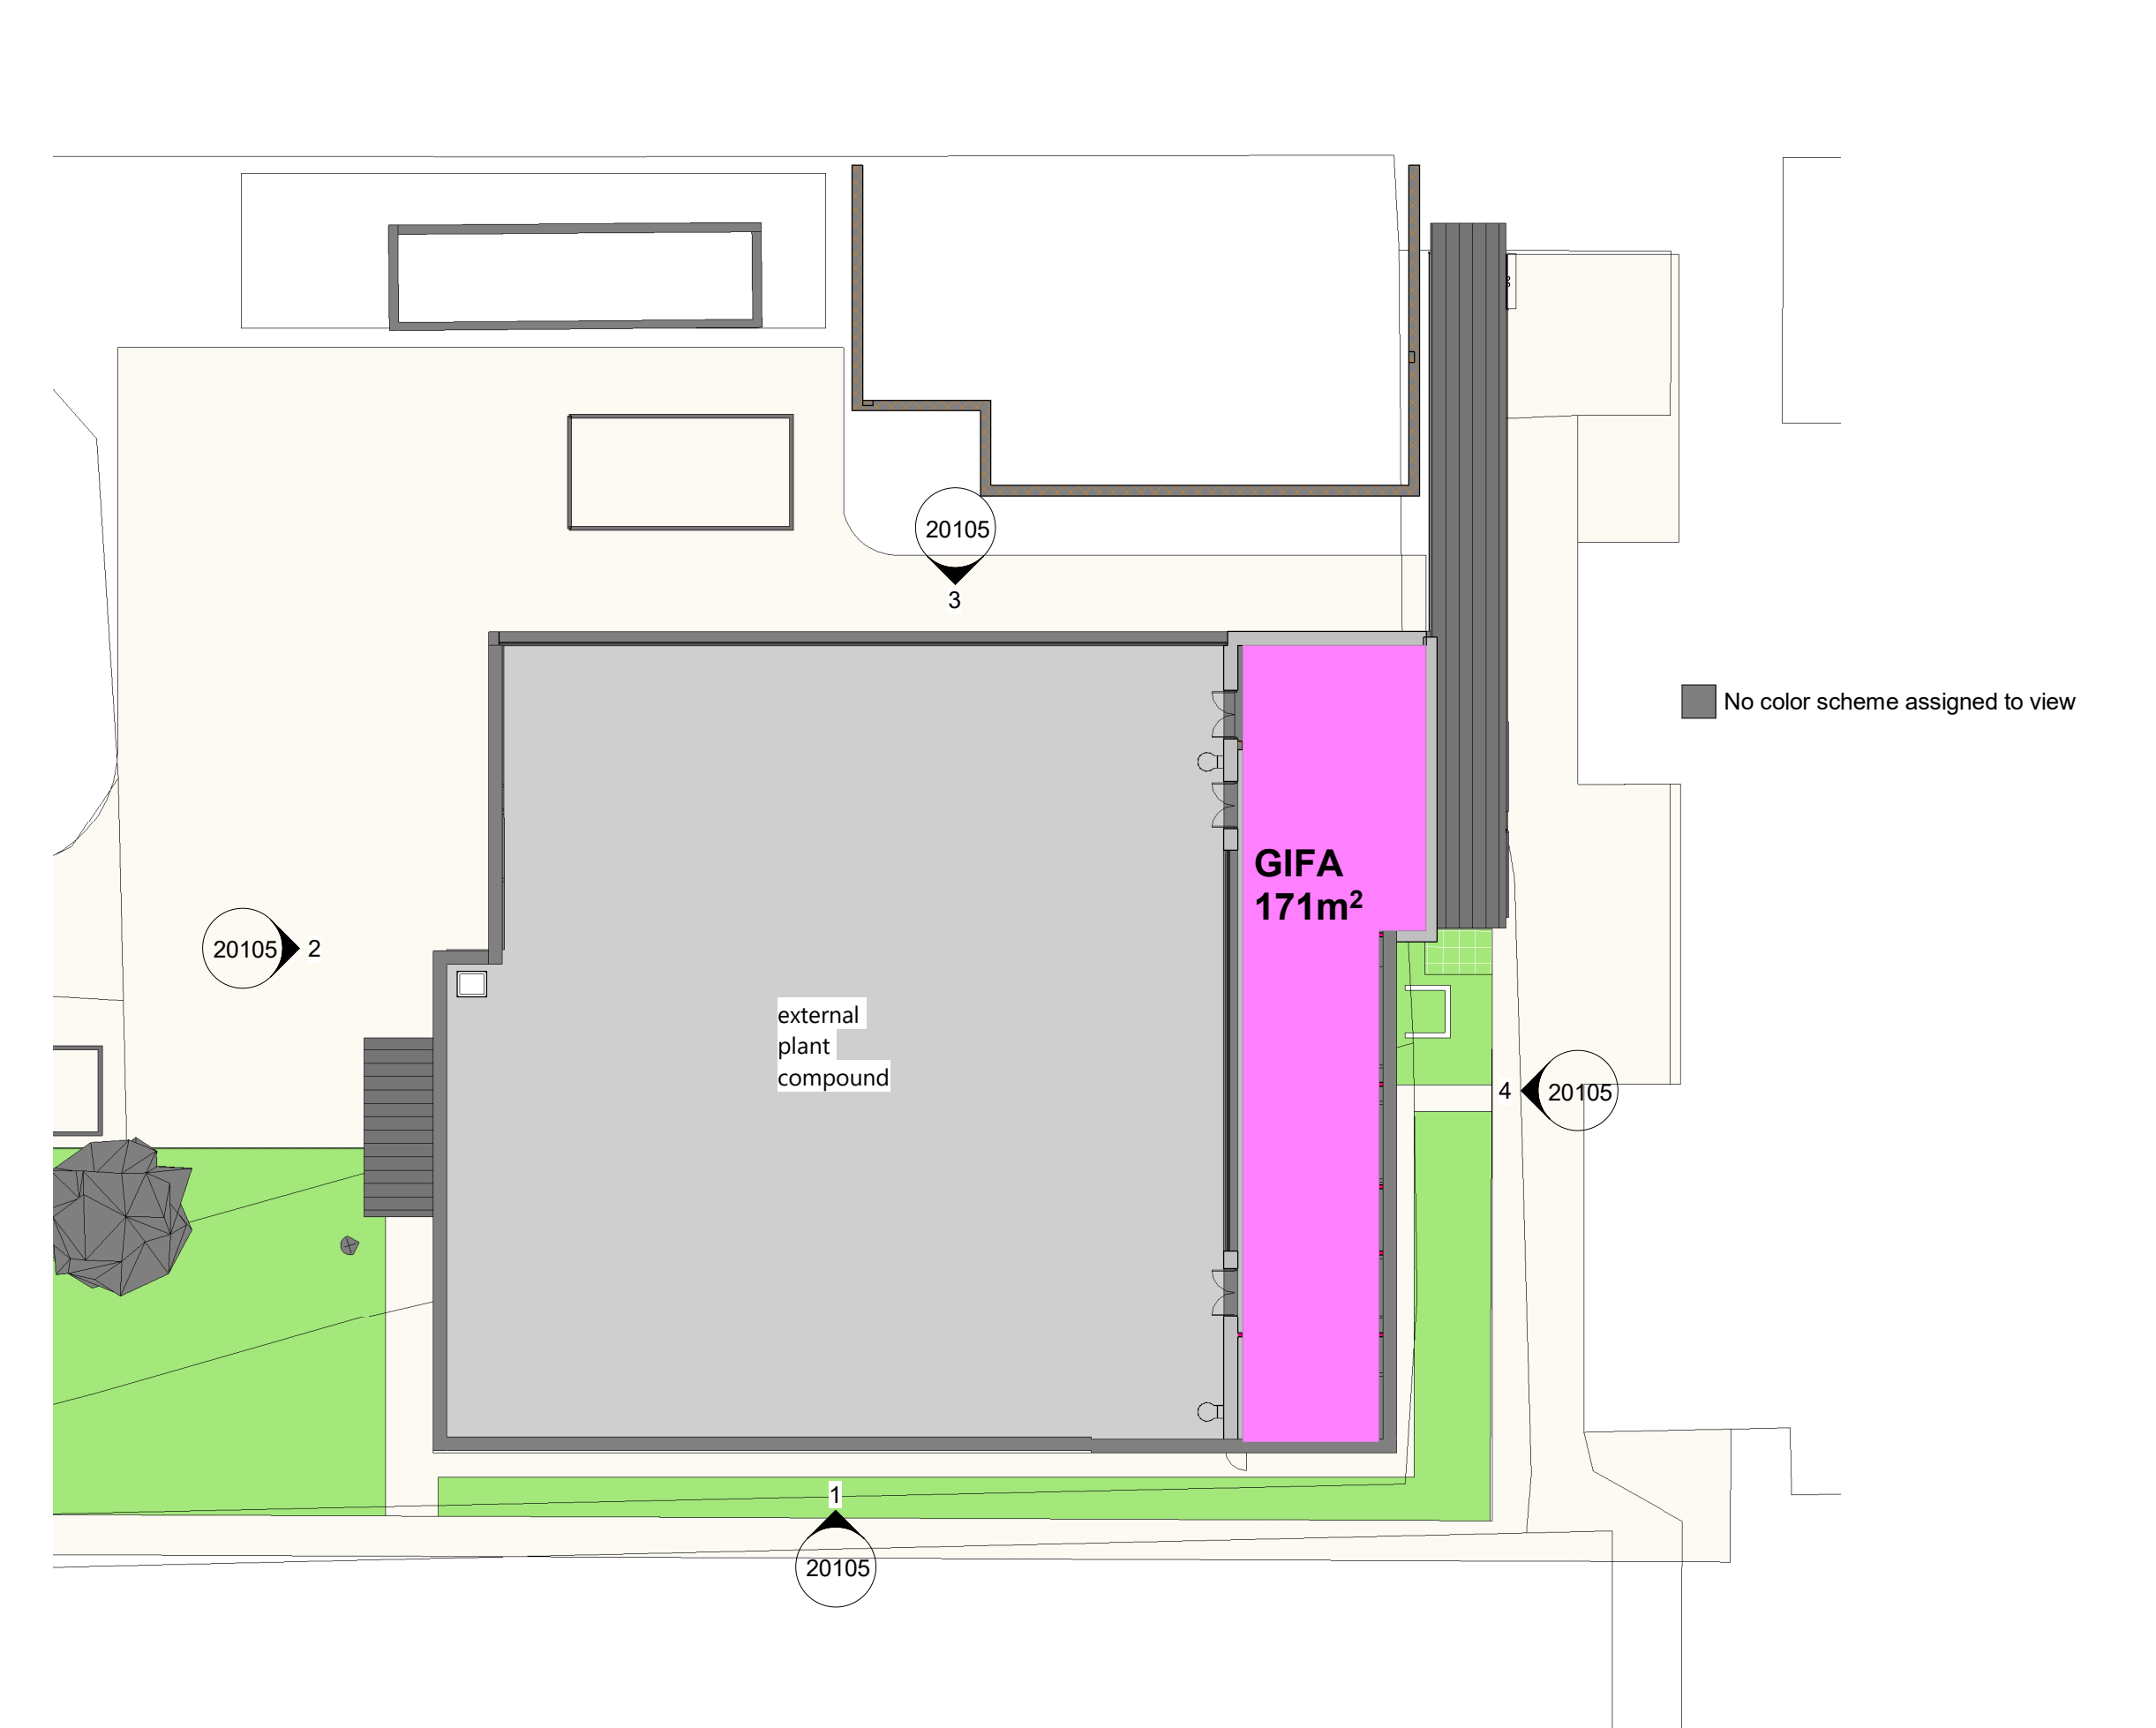 20105
3
No color scheme assigned to view
GIFA
171m²
20105
2
external
plant
compound
4
20105
1
20105